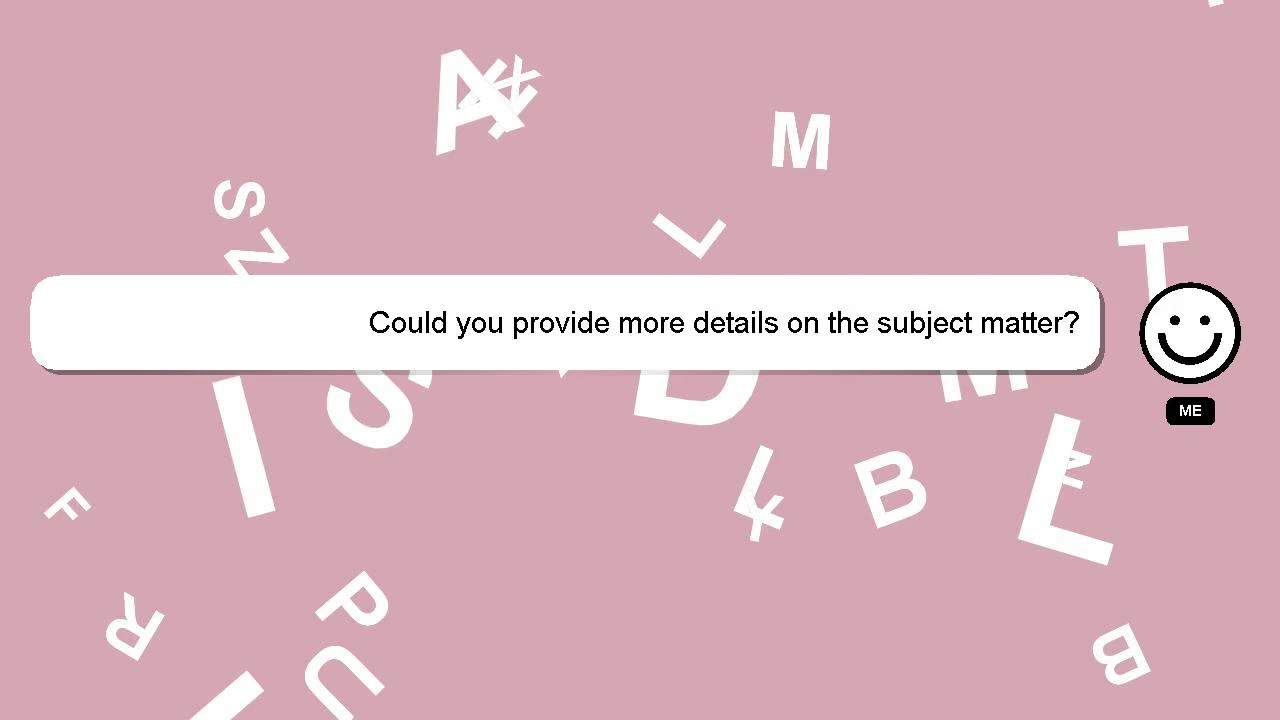 A
K
X
M
S
L
Z
T
Could you provide more details on the subject matter?
ME
I
S
D
M
L
B
L
F
Y
P
R
U
B